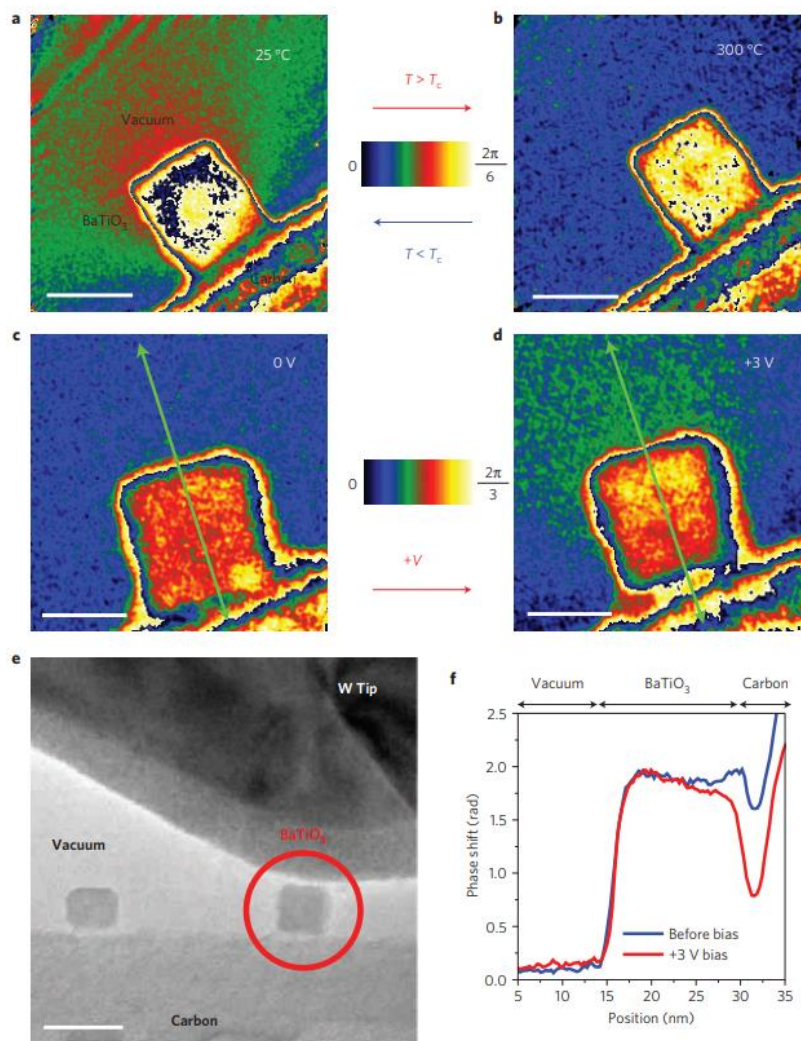 a
25 °C
Vacuum
BaTiO₃
Carbon
T > Tc
0
2π
6
T < Tc
b
300 °C
c
0 V
0
2π
3
+V
d
+3 V
e
W Tip
BaTiO₃
Vacuum
Carbon
f
Vacuum
BaTiO₃
Carbon
2.5
2.0
1.5
1.0
0.5
0.0
Phase shift (rad)
Before bias
+3 V bias
5
10
15
20
25
30
35
Position (nm)